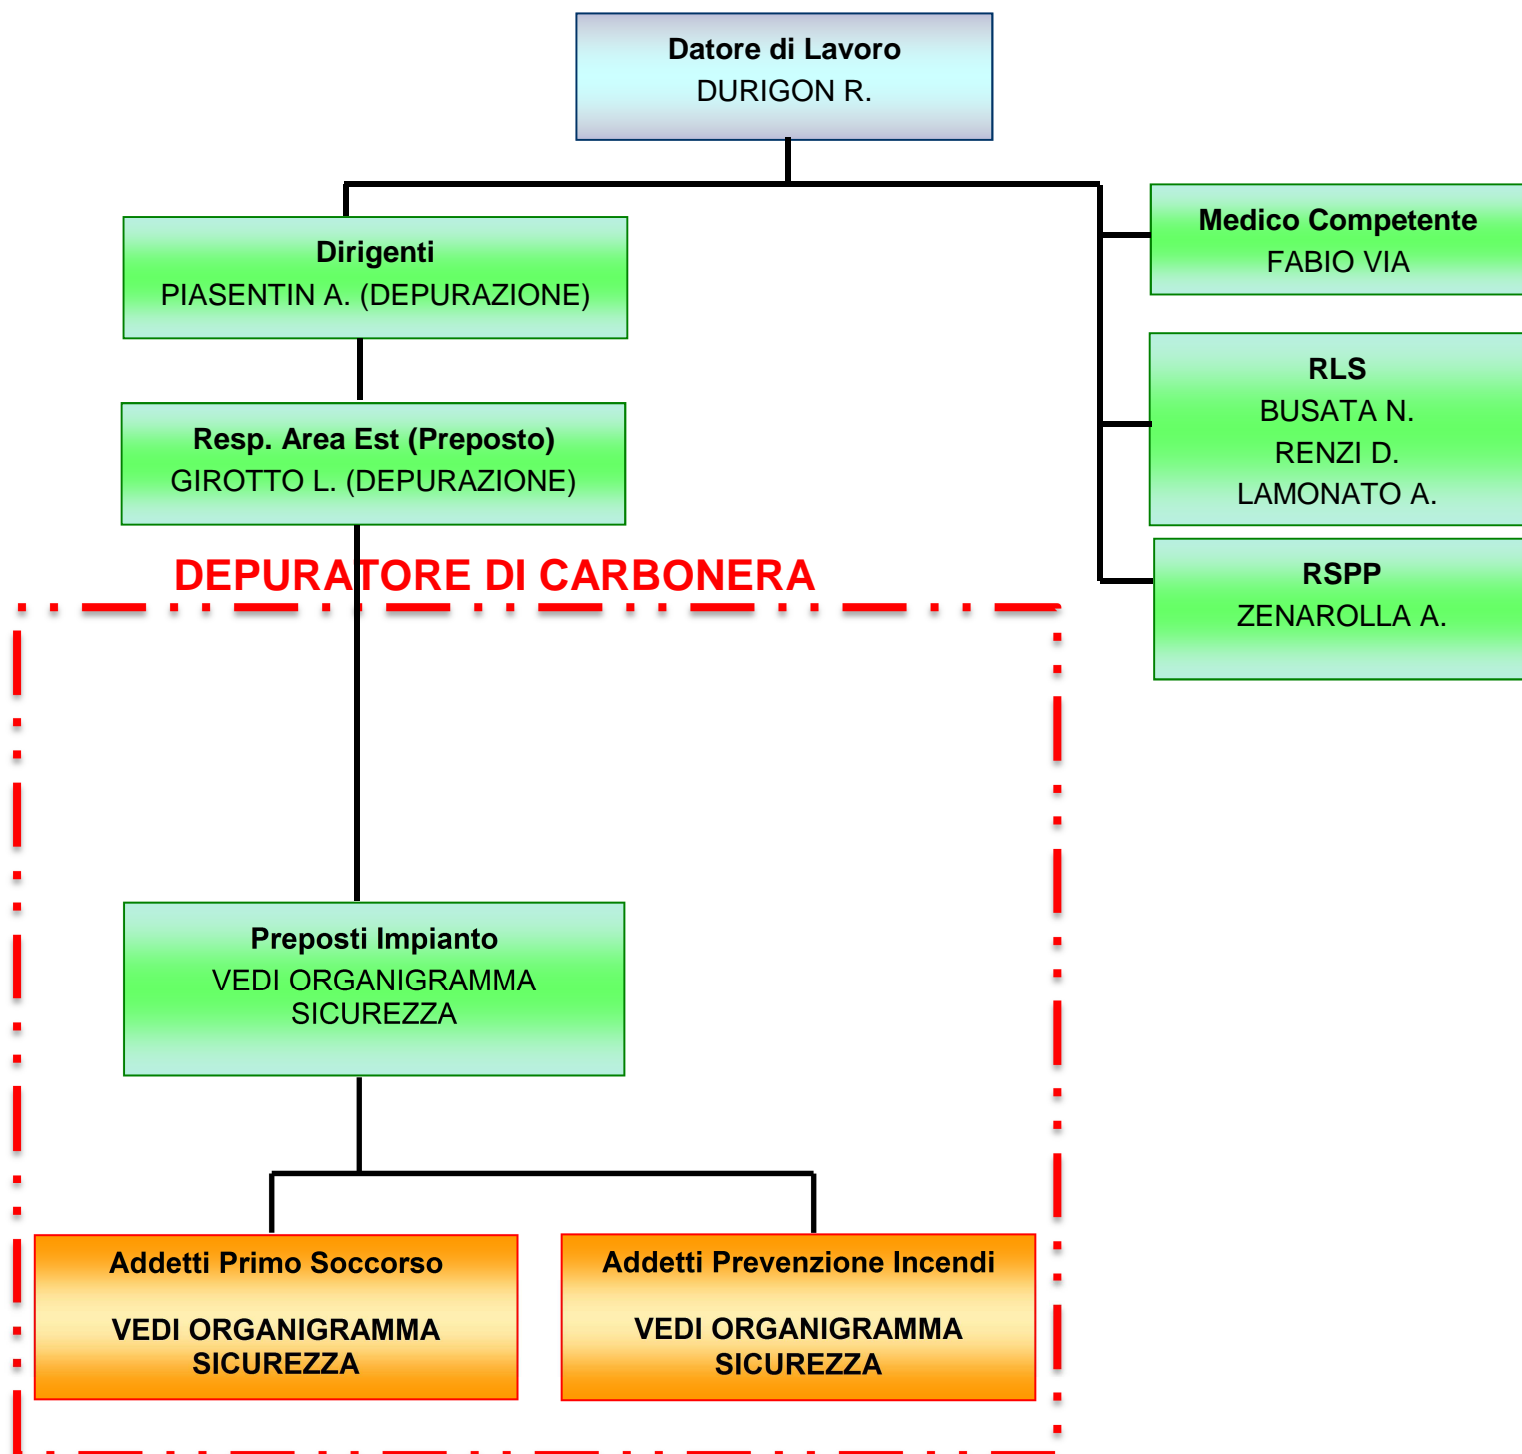 Datore di Lavoro
DURIGON R.
Dirigenti
PIASENTIN A. (DEPURAZIONE)
Medico Competente
FABIO VIA
Resp. Area Est (Preposto)
GIROTTO L. (DEPURAZIONE)
RLS
BUSATA N.
RENZI D.
LAMONATO A.
RSPP
ZENAROLLA A.
DEPURATORE DI CARBONERA
Preposti Impianto
VEDI ORGANIGRAMMA
SICUREZZA
Addetti Primo Soccorso
VEDI ORGANIGRAMMA
SICUREZZA
Addetti Prevenzione Incendi
VEDI ORGANIGRAMMA
SICUREZZA